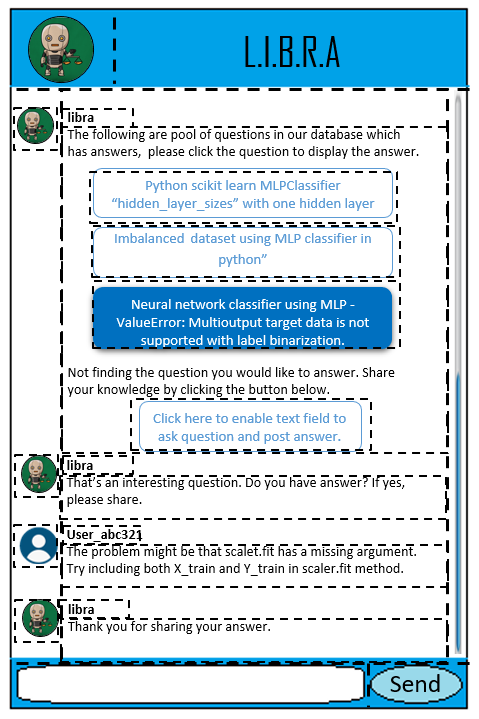 L.I.B.R.A
libra
The following are pool of questions in our database which
has answers, please click the question to display the answer.
Python scikit learn MLPClassifier
“hidden_layer_sizes” with one hidden layer
Imbalanced dataset using MLP classifier in
python”
Neural network classifier using MLP -
ValueError: Multioutput target data is not
supported with label binarization.
Not finding the question you would like to answer. Share
your knowledge by clicking the button below.
Click here to enable text field to
ask question and post answer.
libra
That’s an interesting question. Do you have answer? If yes,
please share.
User_abc321
The problem might be that scalet.fit has a missing argument.
Try including both X_train and Y_train in scaler.fit method.
libra
Thank you for sharing your answer.
Send